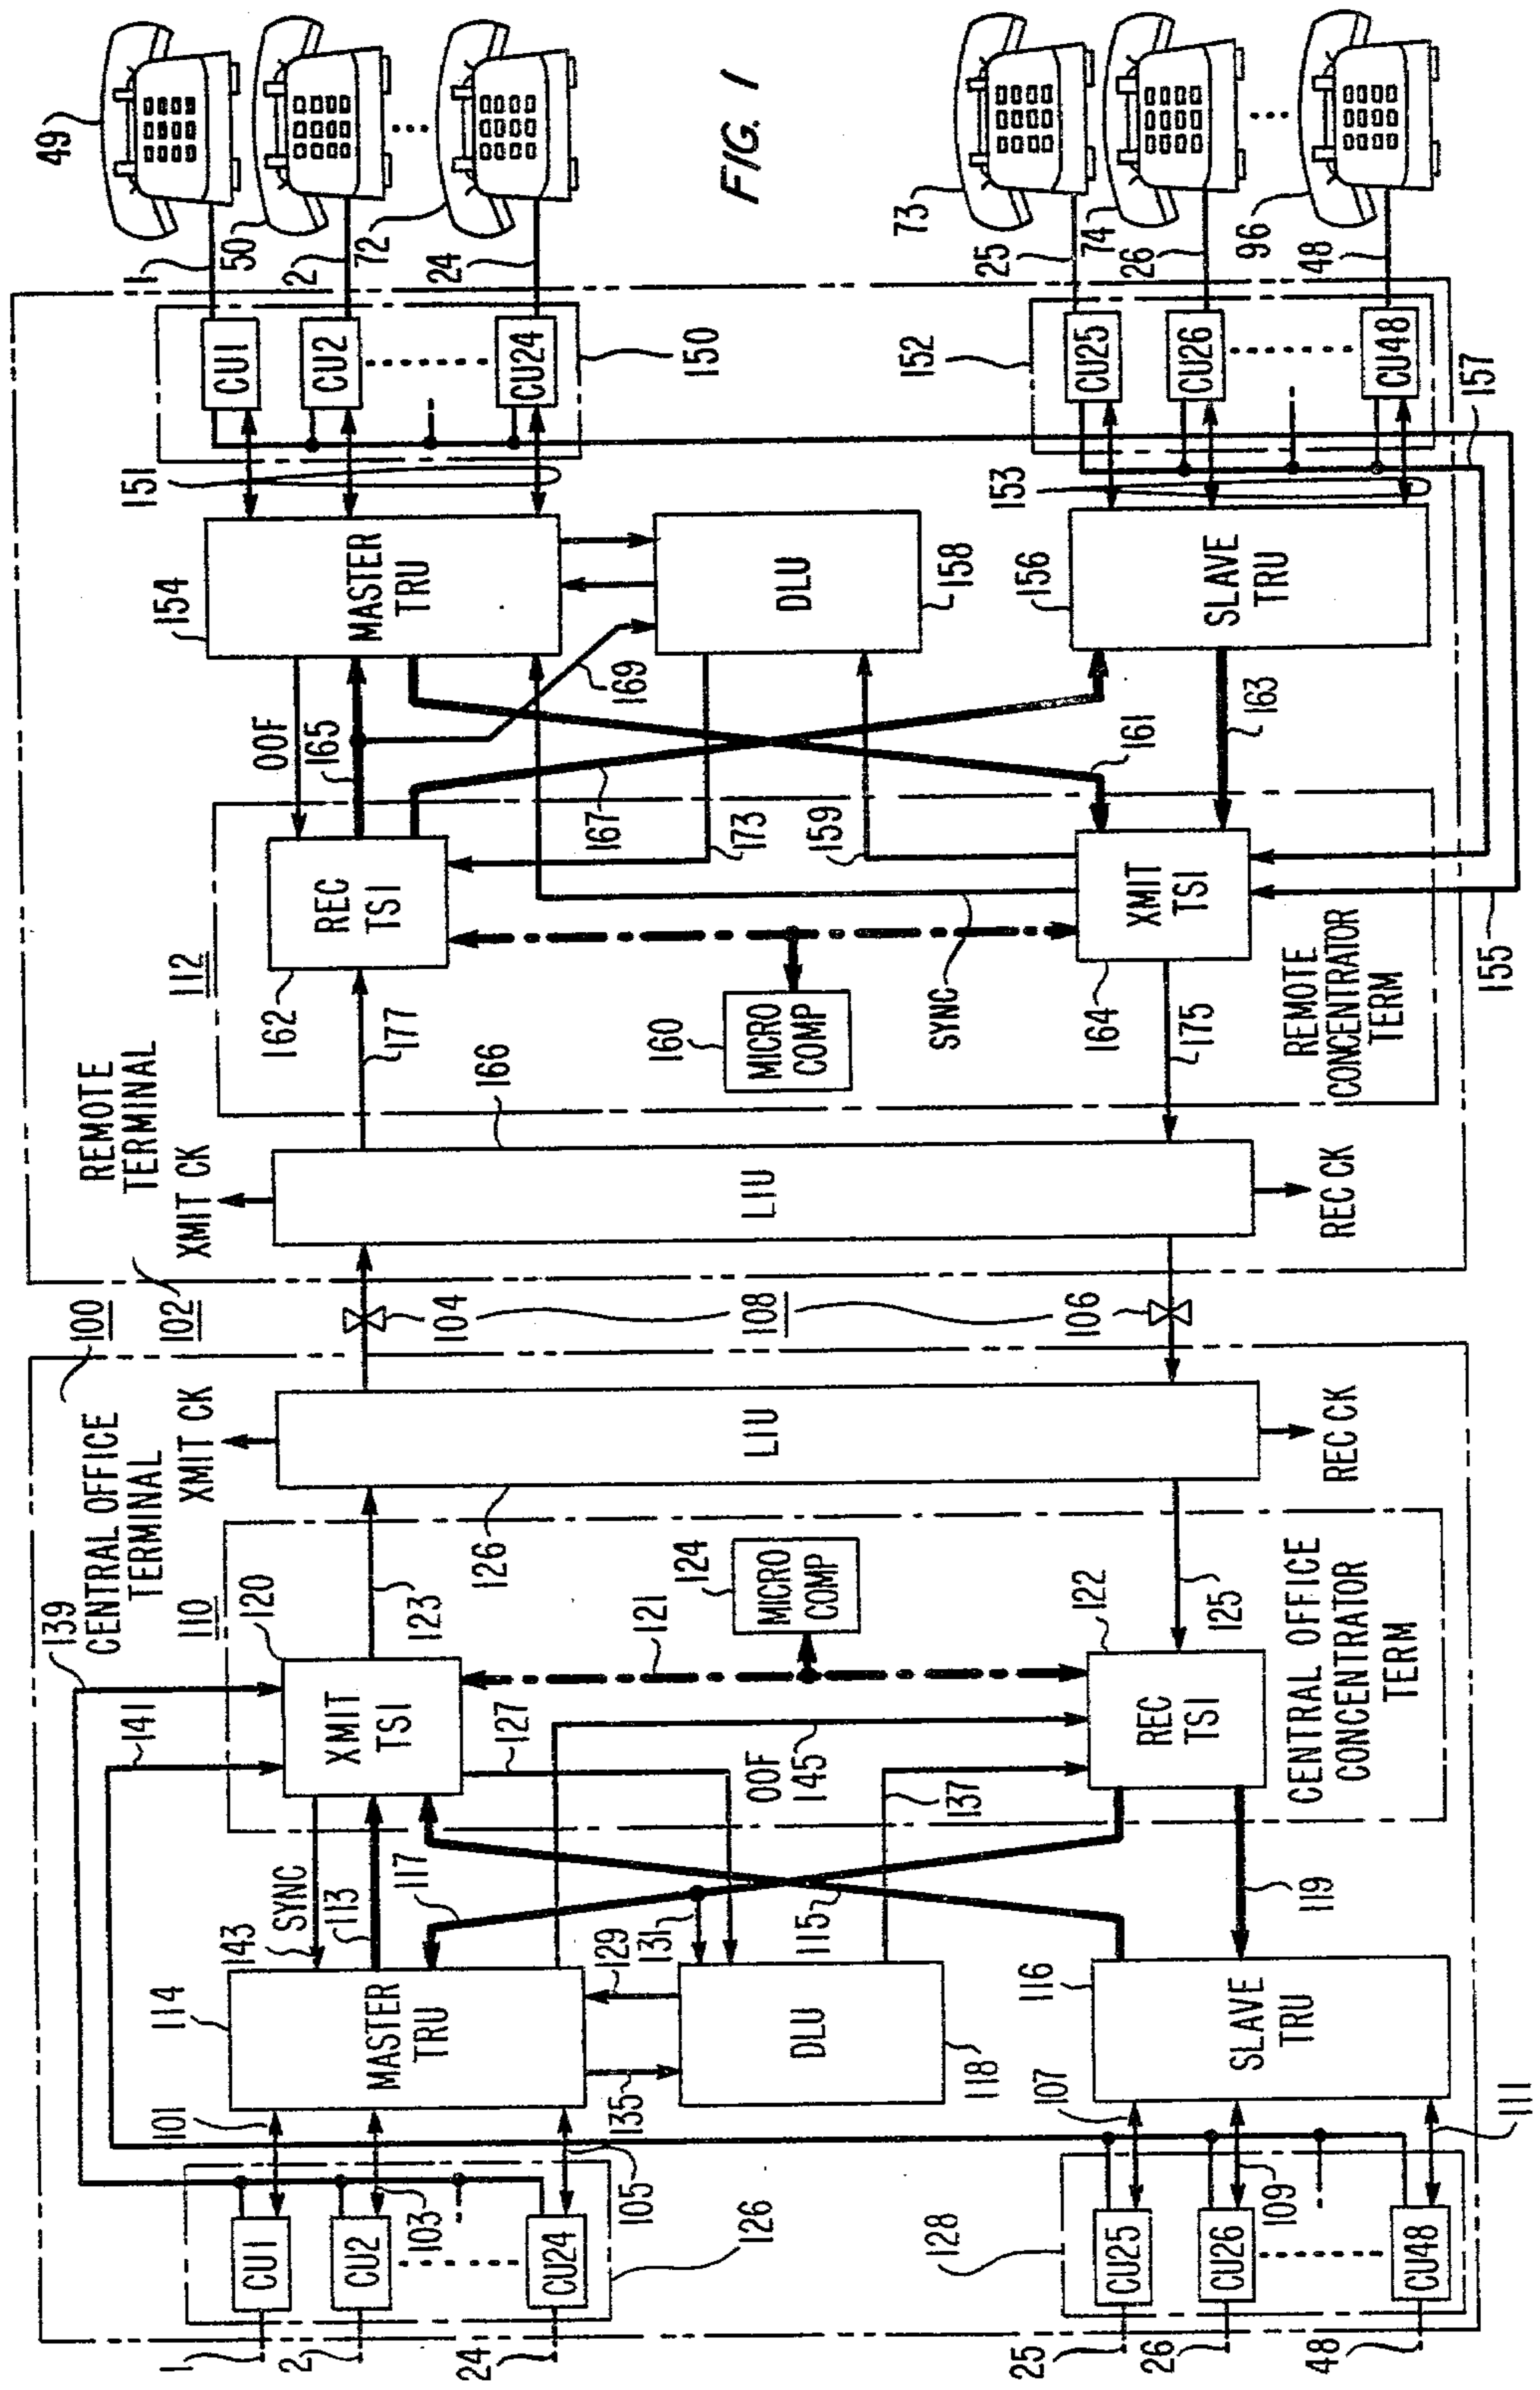 FIG. 1
100
CENTRAL OFFICE
TERMINAL
139
141
110
120
XMIT
TSI
123
XMIT CK
126
LIU
REC CK
143
SYNC
113
117
127
121
124
MICRO
COMP
OOF
145
137
122
REC
TSI
125
CENTRAL OFFICE
CONCENTRATOR
TERM
114
MASTER
TRU
101
103
105
135
129
131
115
DLU
118
119
116
SLAVE
TRU
107
109
111
1
CU1
2
CU2
24
CU24
126
128
25
CU25
26
CU26
48
CU48
104
108
106
102
REMOTE
TERMINAL
XMIT CK
166
LIU
REC CK
112
177
162
REC
TSI
160
MICRO
COMP
SYNC
164
XMIT
TSI
175
REMOTE
CONCENTRATOR
TERM
155
OOF
165
167
169
173
159
161
163
154
MASTER
TRU
DLU
158
156
SLAVE
TRU
151
153
157
CU1
CU2
CU24
150
152
CU25
CU26
CU48
1
49
2
50
24
72
25
73
26
74
48
96